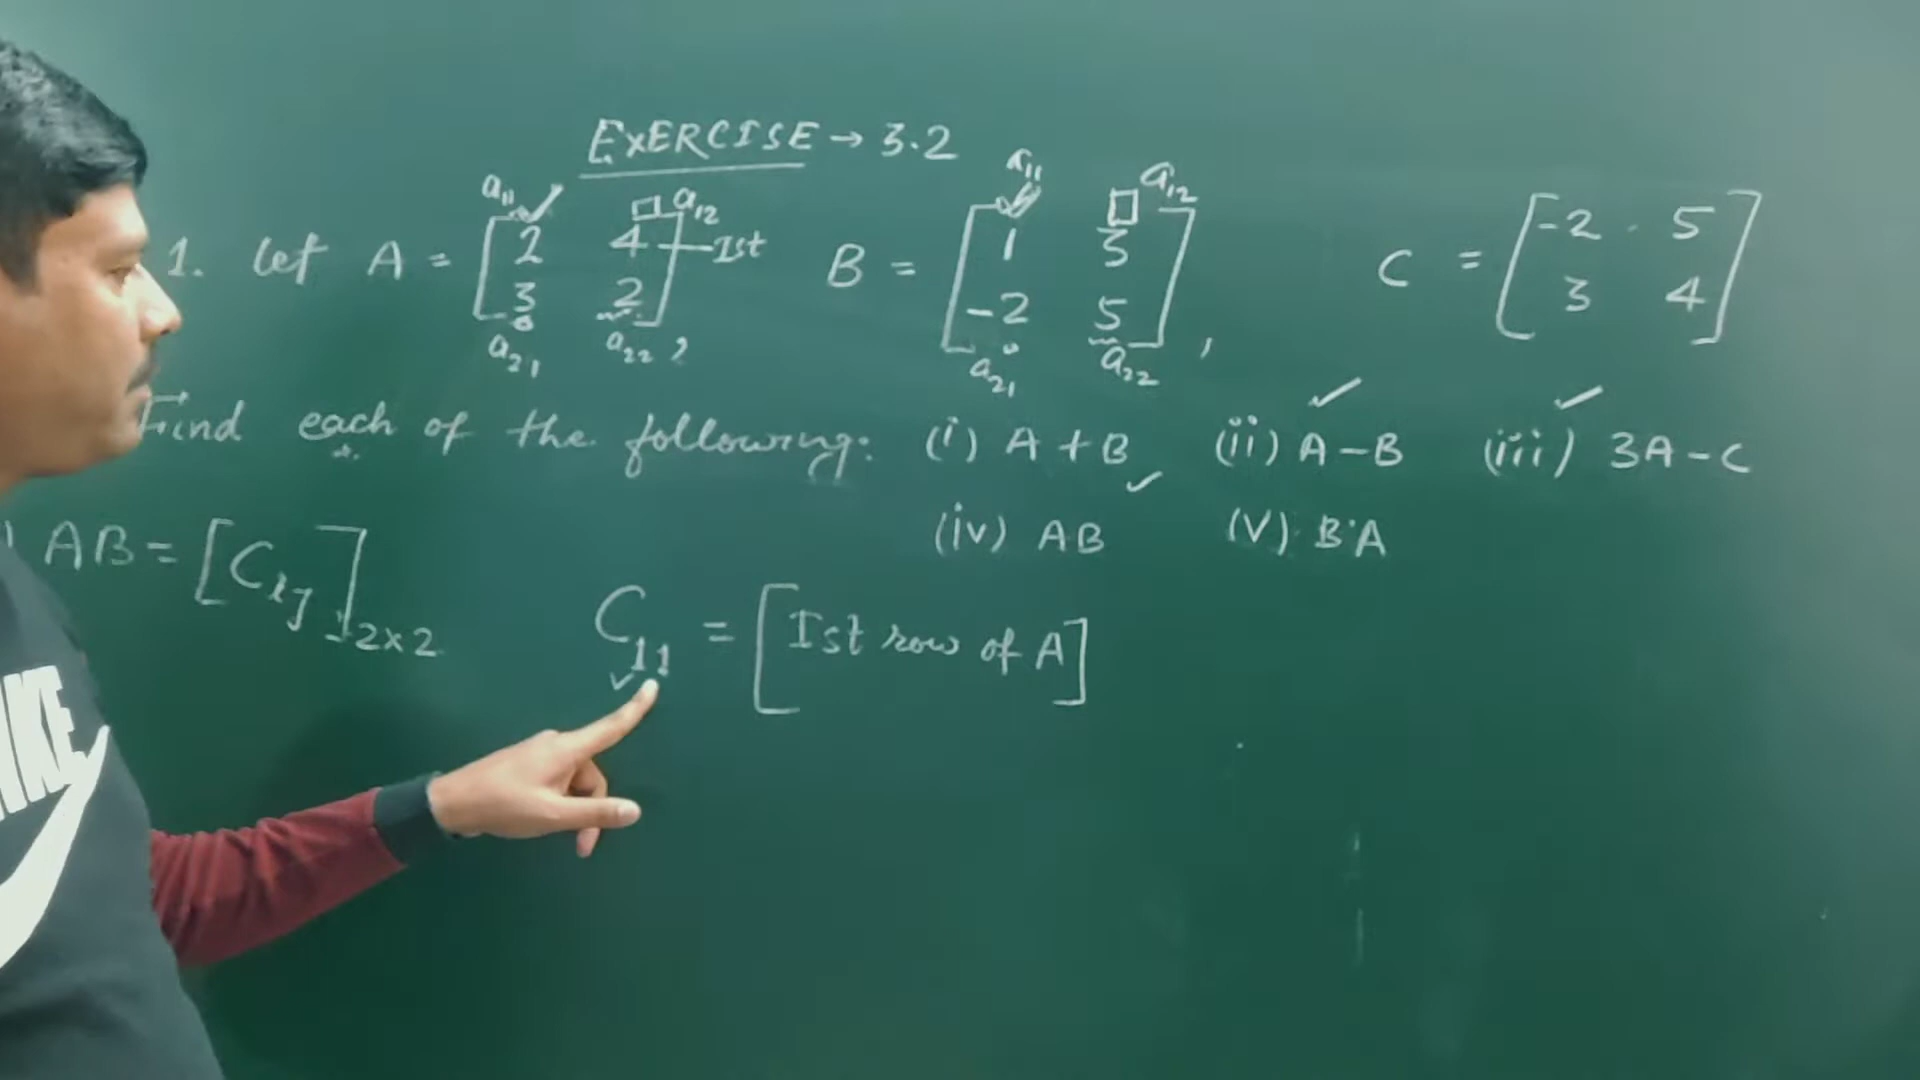 EXERCISE → 3.2
a₁₁ a₁₂ a₁₁ a₁₂
1. Let A = [2 4 Ist B = [1 3 C = [-2 5
3 2], -2 5], 3 4]
a₂₁ a₂₂ a₂₁ a₂₂
Find each of the following: (i) A + B (ii) A - B (iii) 3A - C
(iv) AB (V) BA
) AB = [Cij]₂ₓ₂
C₁₁ = [Ist row of A]
NIKE